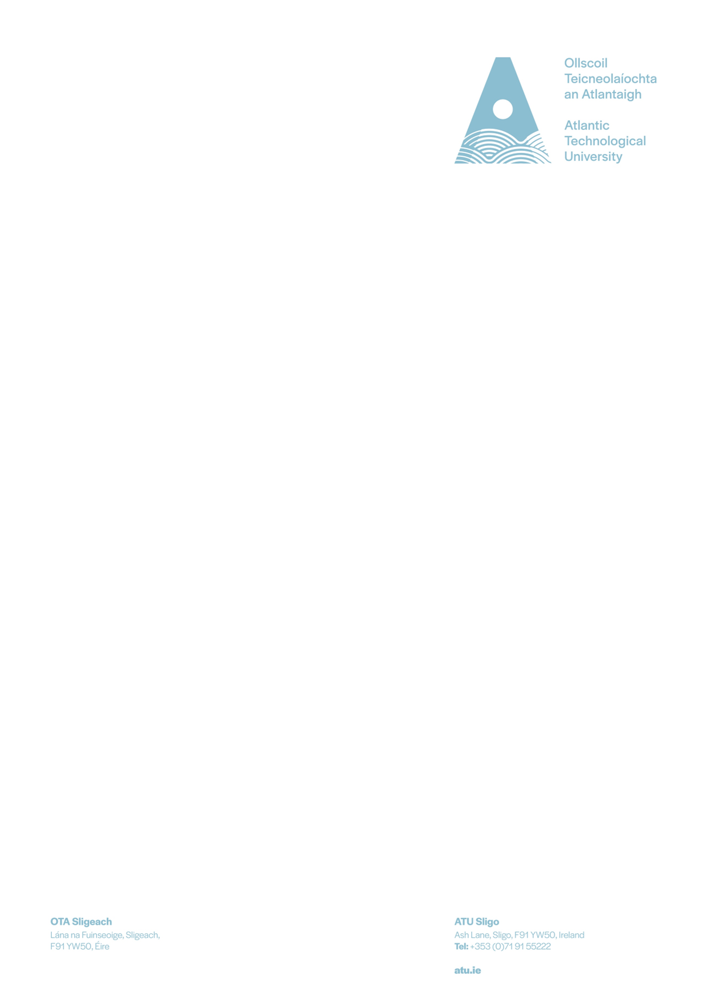 Ollscoil
Teicneolaíochta
an Atlantaigh
Atlantic
Technological
University
OTA Sligeach
Lána na Fuinseoige, Sligeach,
F91 YW50, Éire
ATU Sligo
Ash Lane, Sligo, F91 YW50, Ireland
Tel: +353 (0)71 91 55222
atu.ie